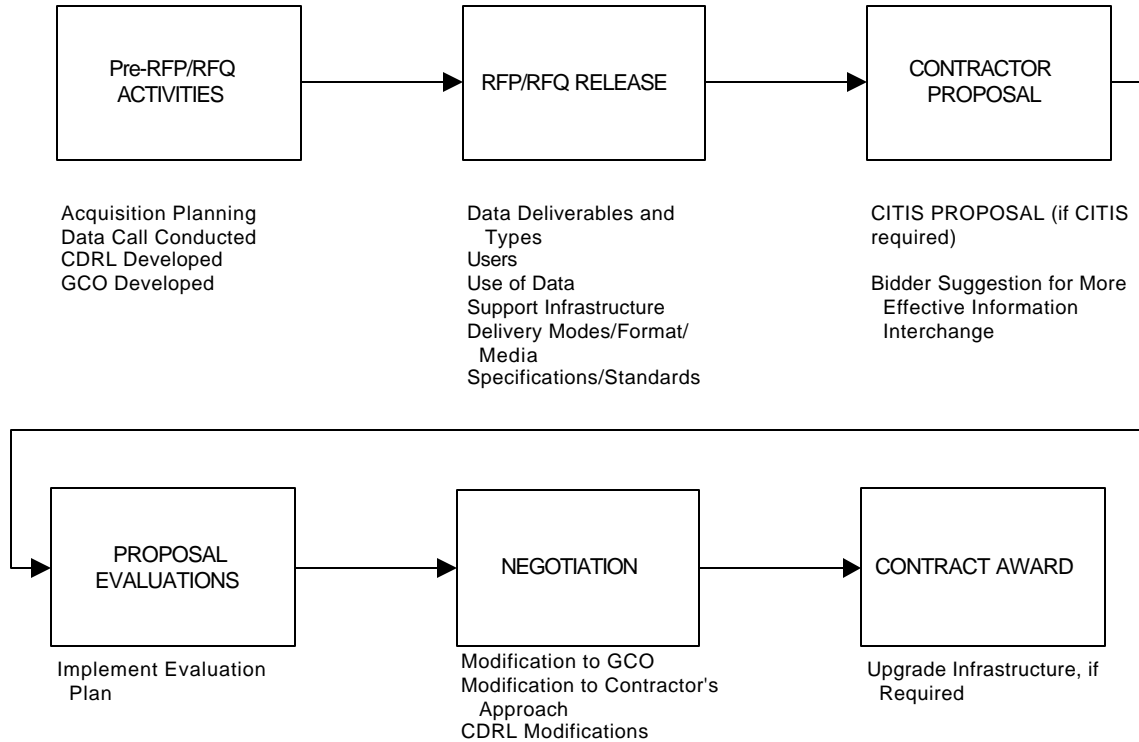 Pre-RFP/RFQ
ACTIVITIES
RFP/RFQ RELEASE
CONTRACTOR
PROPOSAL
Acquisition Planning
Data Call Conducted
CDRL Developed
GCO Developed
Data Deliverables and
Types
Users
Use of Data
Support Infrastructure
Delivery Modes/Format/
Media
Specifications/Standards
CITIS PROPOSAL (if CITIS
required)
Bidder Suggestion for More
Effective Information
Interchange
PROPOSAL
EVALUATIONS
NEGOTIATION
CONTRACT AWARD
Implement Evaluation
Plan
Modification to GCO
Modification to Contractor's
Approach
CDRL Modifications
Upgrade Infrastructure, if
Required